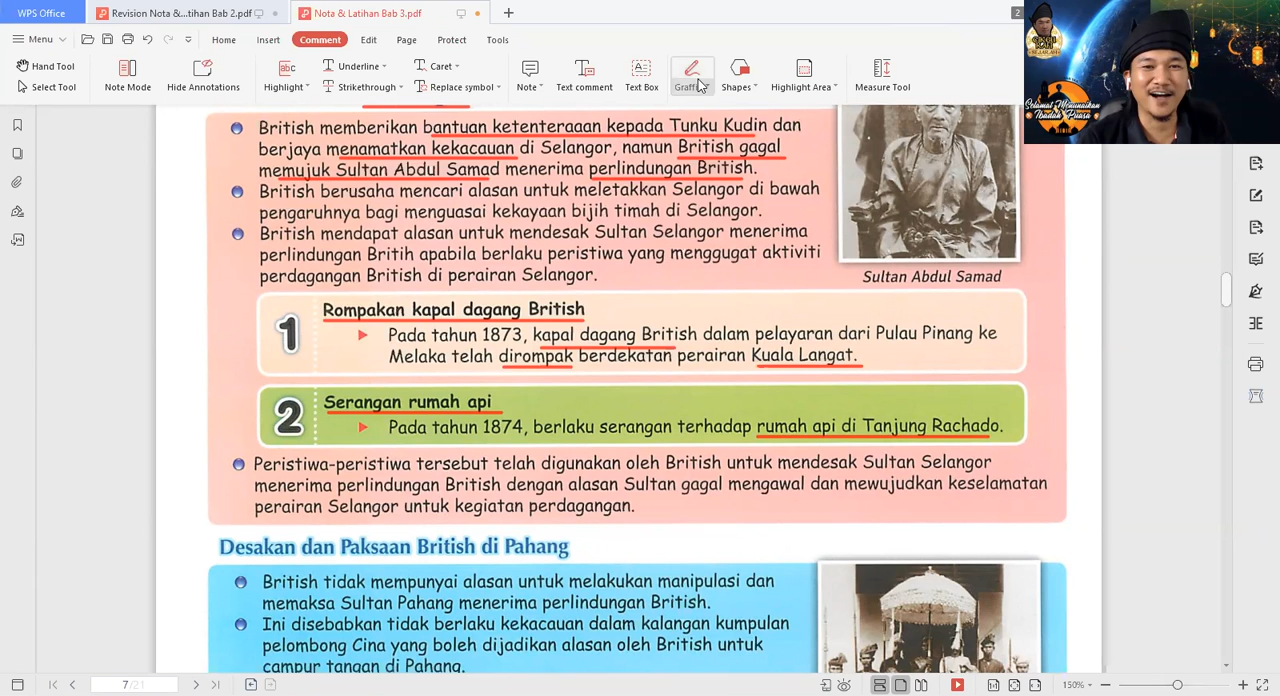 WPS Office
Revision Nota &...tihan Bab 2.pdf
Nota & Latihan Bab 3.pdf
2
Menu
Home
Insert
Comment
Edit
Page
Protect
Tools
Hand Tool
Select Tool
Note Mode
Hide Annotations
Highlight
Underline
Strikethrough
Caret
Replace symbol
Note
Text comment
Text Box
Shapes
Highlight Area
Measure Tool
Selamat Menunaikan
Ibadah Puasa
British memberikan bantuan ketenteraaan kepada Tunku Kudin dan
berjaya menamatkan kekacauan di Selangor, namun British gagal
memujuk Sultan Abdul Samad menerima perlindungan British.
British berusaha mencari alasan untuk meletakkan Selangor di bawah
pengaruhnya bagi menguasai kekayaan bijih timah di Selangor.
British mendapat alasan untuk mendesak Sultan Selangor menerima
perlindungan Britih apabila berlaku peristiwa yang menggugat aktiviti
perdagangan British di perairan Selangor.
Sultan Abdul Samad
1
Rompakan kapal dagang British
Pada tahun 1873, kapal dagang British dalam pelayaran dari Pulau Pinang ke
Melaka telah dirompak berdekatan perairan Kuala Langat.
2
Serangan rumah api
Pada tahun 1874, berlaku serangan terhadap rumah api di Tanjung Rachado.
Peristiwa-peristiwa tersebut telah digunakan oleh British untuk mendesak Sultan Selangor
menerima perlindungan British dengan alasan Sultan gagal mengawal dan mewujudkan keselamatan
perairan Selangor untuk kegiatan perdagangan.
Desakan dan Paksaan British di Pahang
British tidak mempunyai alasan untuk melakukan manipulasi dan
memaksa Sultan Pahang menerima perlindungan British.
Ini disebabkan tidak berlaku kekacauan dalam kalangan kumpulan
pelombong Cina yang boleh dijadikan alasan oleh British untuk
campur tangan di Pahang.
7/21
150%